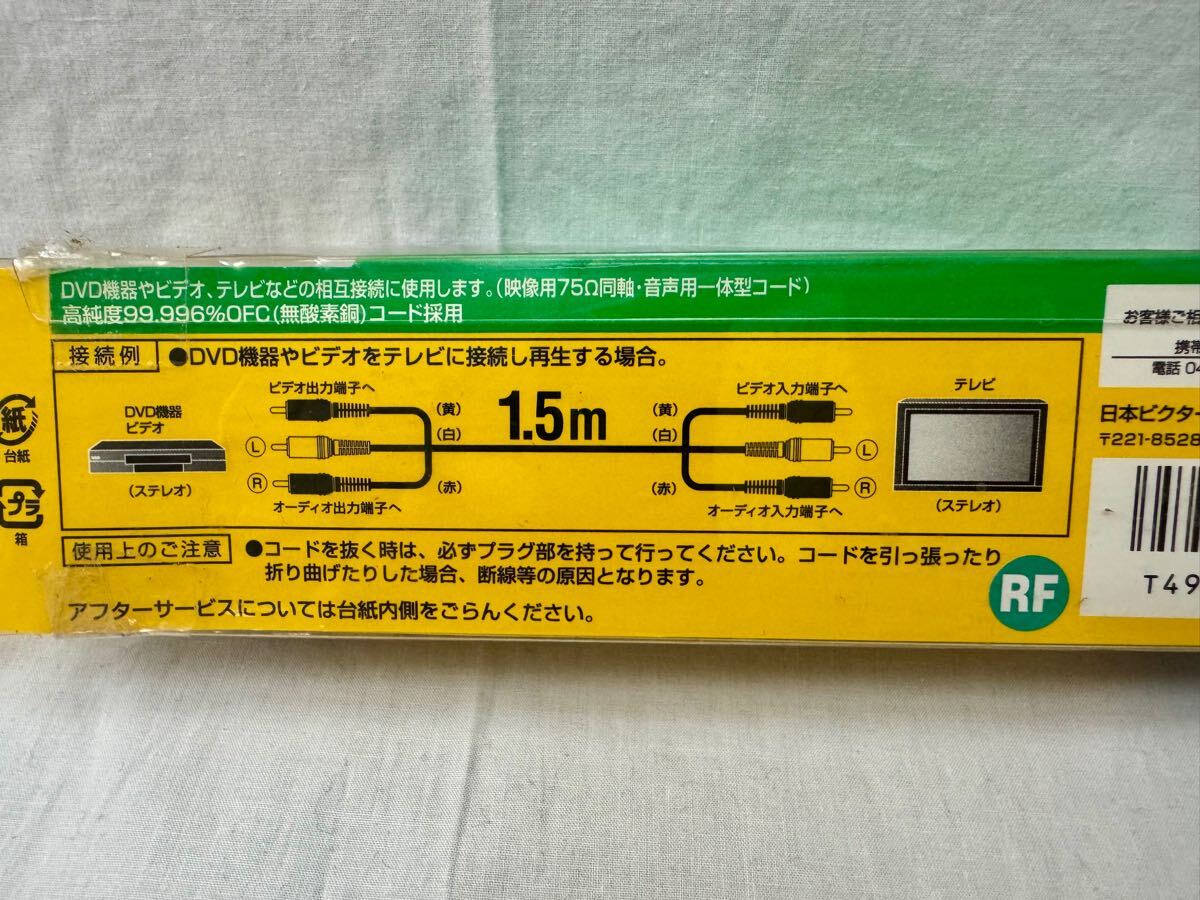 DVD機器やビデオ、テレビなどの相互接続に使用します。(映像用75Ω同軸・音声用一体型コード)
高純度99.996%OFC(無酸素銅)コード採用
接続例 ●DVD機器やビデオをテレビに接続し再生する場合。
ビデオ出力端子へ
(黄)
(白)
(赤)
DVD機器
ビデオ
(ステレオ)
L
R
オーディオ出力端子へ
1.5m
ビデオ入力端子へ
(黄)
(白)
(赤)
L
R
オーディオ入力端子へ
テレビ
(ステレオ)
使用上のご注意 ●コードを抜く時は、必ずプラグ部を持って行ってください。コードを引っ張ったり
折り曲げたりした場合、断線等の原因となります。
アフターサービスについては台紙内側をごらんください。
RF
紙
台紙
プラ
箱
お客様ご相
携帯
電話 04
日本ビクター
〒221-8528
T49